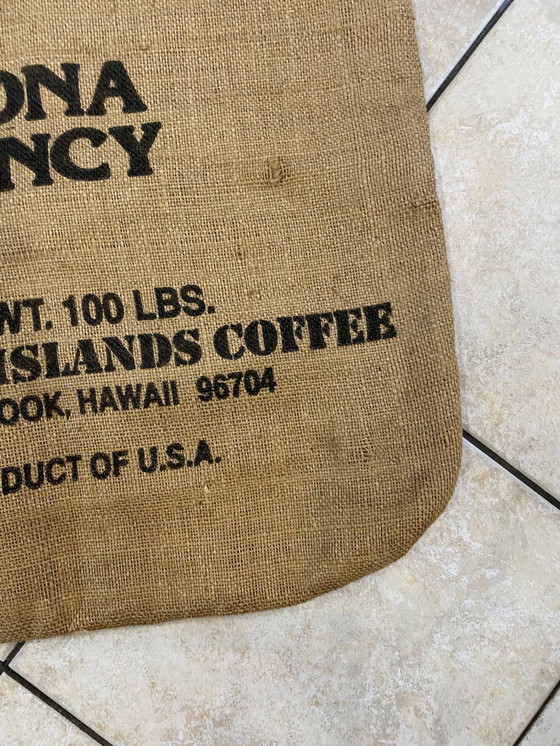 ONA
NCY
WT. 100 LBS.
ISLANDS COFFEE
OOK, HAWAII 96704
DUCT OF U.S.A.